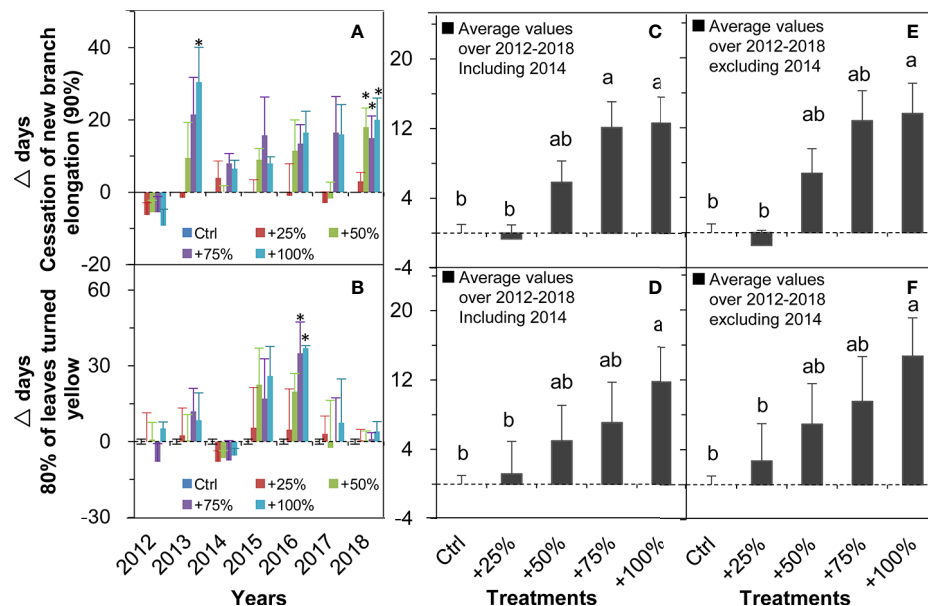 A
40
20
0
-20
△ days
Cessation of new branch
elongation (90%)
*
* * *
Ctrl
+25%
+50%
+75%
+100%
B
60
30
0
-30
△ days
80% of leaves turned
yellow
*
*
Ctrl
+25%
+50%
+75%
+100%
2012
2013
2014
2015
2016
2017
2018
Years
C
Average values
over 2012-2018
Including 2014
20
12
4
-4
b
b
ab
a
a
D
Average values
over 2012-2018
Including 2014
20
12
4
-4
b
b
ab
ab
a
Ctrl
+25%
+50%
+75%
+100%
Treatments
E
Average values
over 2012-2018
excluding 2014
b
b
ab
ab
a
F
Average values
over 2012-2018
excluding 2014
b
b
ab
ab
a
Ctrl
+25%
+50%
+75%
+100%
Treatments